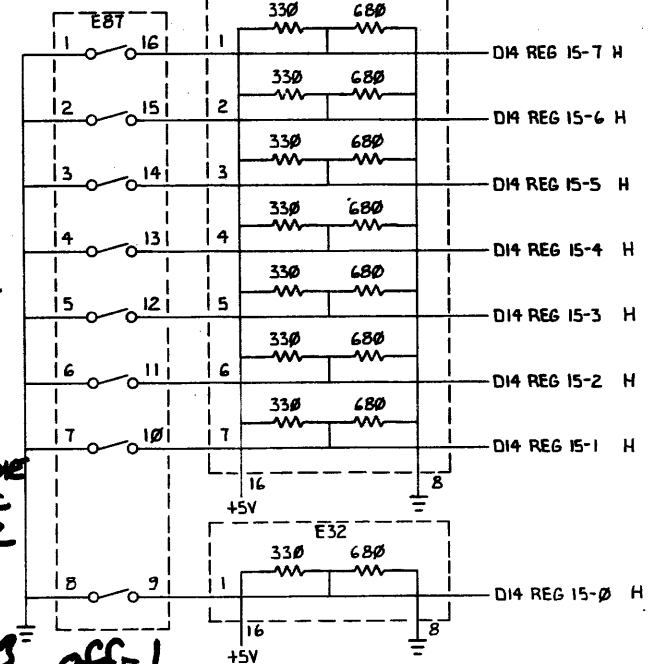 E87
330 680
1 16 1 D14 REG 15-7 H
330 680
2 15 2 D14 REG 15-6 H
330 680
3 14 3 D14 REG 15-5 H
330 680
4 13 4 D14 REG 15-4 H
330 680
5 12 5 D14 REG 15-3 H
330 680
6 11 6 D14 REG 15-2 H
330 680
7 10 7 D14 REG 15-1 H
16 8
+5V
E32
330 680
8 9 1 D14 REG 15-0 H
16 8
+5V
off-1